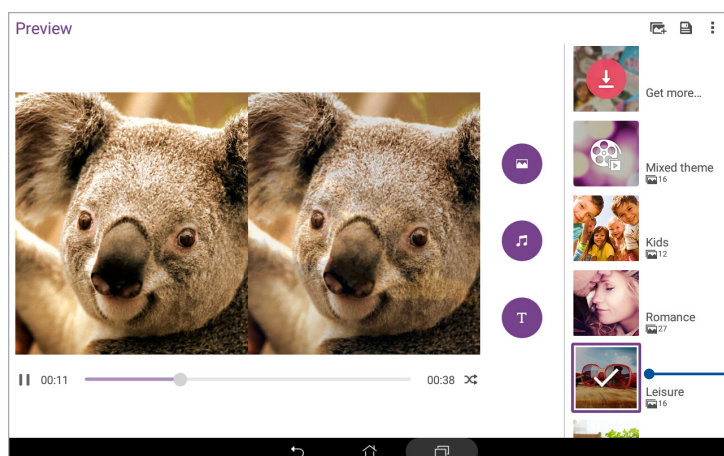 Preview
Get more...
Mixed theme
16
Kids
12
Romance
27
T
00:11
00:38
Leisure
16